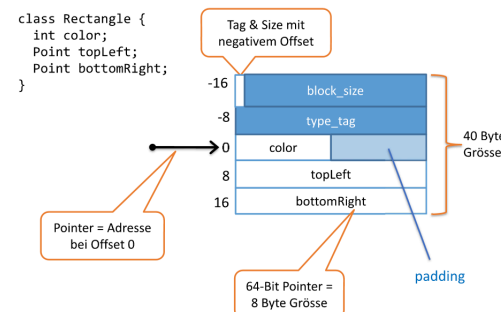 class Rectangle {
int color;
Point topLeft;
Point bottomRight;
}
Tag & Size mit
negativem Offset
-16
block_size
-8
type_tag
0
color
8
topLeft
16
bottomRight
40 Byte
Grösse
Pointer = Adresse
bei Offset 0
64-Bit Pointer =
8 Byte Grösse
padding